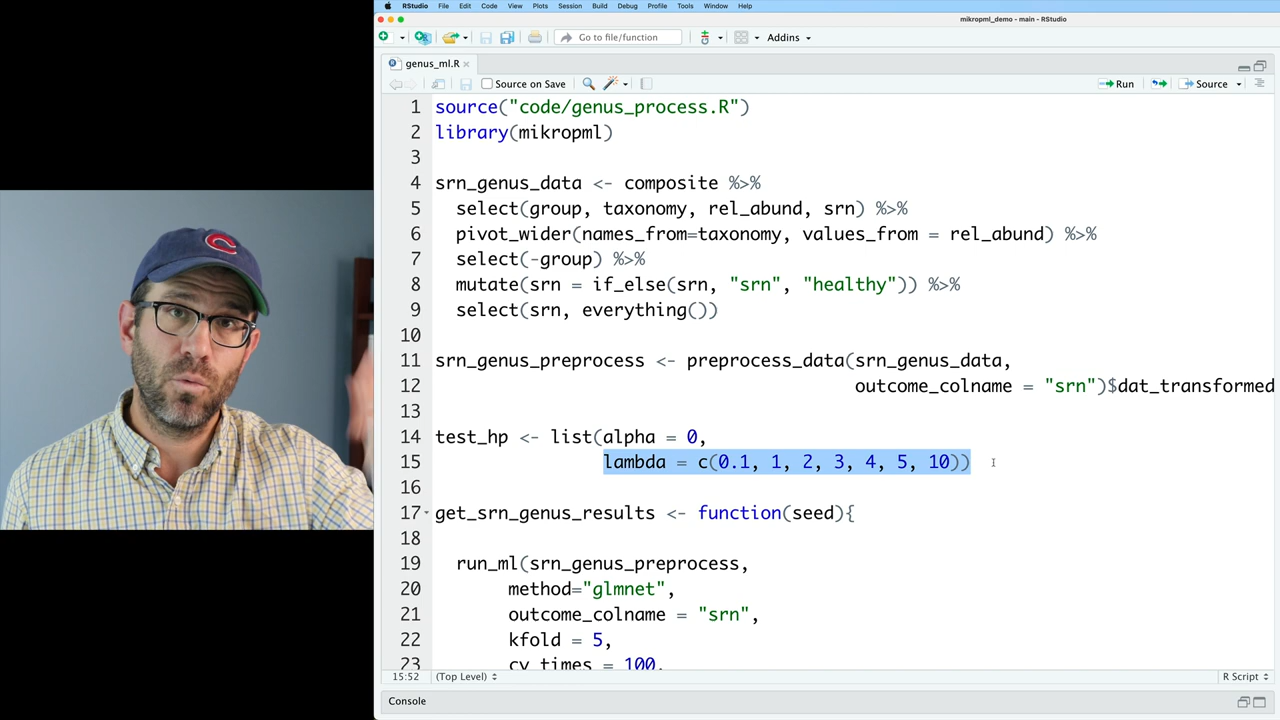 RStudio File Edit Code View Plots Session Build Debug Profile Tools Window Help
mikropml_demo - main - RStudio
Go to file/function Addins
genus_ml.R
Source on Save Run Source
1 source("code/genus_process.R")
2 library(mikropml)
3
4 srn_genus_data <- composite %>%
5 select(group, taxonomy, rel_abund, srn) %>%
6 pivot_wider(names_from=taxonomy, values_from = rel_abund) %>%
7 select(-group) %>%
8 mutate(srn = if_else(srn, "srn", "healthy")) %>%
9 select(srn, everything())
10
11 srn_genus_preprocess <- preprocess_data(srn_genus_data,
12 outcome_colname = "srn")$dat_transformed
13
14 test_hp <- list(alpha = 0,
15 lambda = c(0.1, 1, 2, 3, 4, 5, 10))
16
17 get_srn_genus_results <- function(seed){
18
19 run_ml(srn_genus_preprocess,
20 method="glmnet",
21 outcome_colname = "srn",
22 kfold = 5,
23 cv_times = 100,
15:52 (Top Level) R Script
Console
C